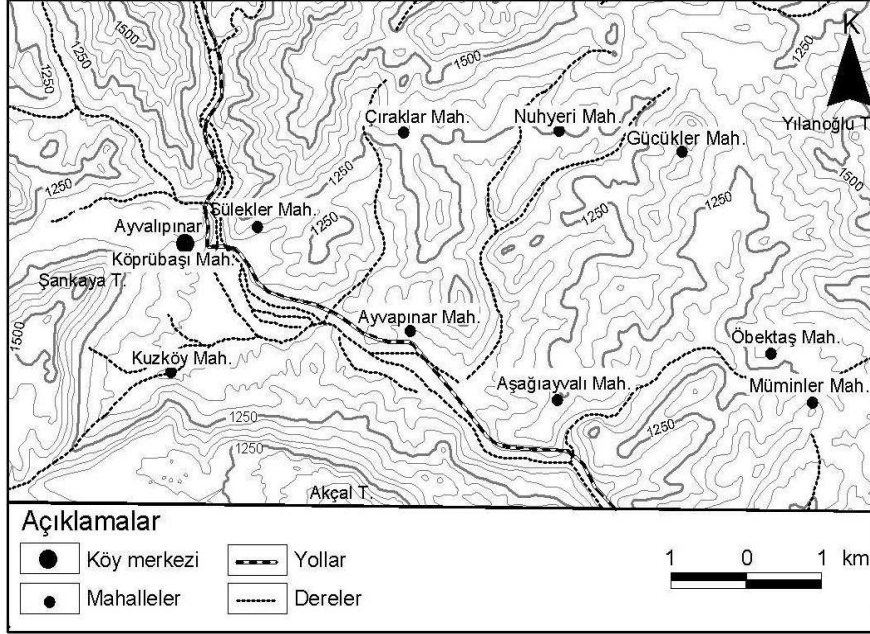 1500
1250
1250
1500
K
Çıraklar Mah.
Nuhyeri Mah.
Yılanoğlu T.
Gücükler Mah.
1250
1250
1500
Sülekler Mah.
Ayvalıpınar
1250
1250
1250
Köprübaşı Mah.
Şankaya T.
1500
Ayvapınar Mah.
Kuzköy Mah.
Öbektaş Mah.
Aşağıayvalı Mah.
Müminler Mah.
1250
1250
1250
Akçal T.
Açıklamalar
Köy merkezi
Yollar
1 0 1 km
Mahalleler
Dereler